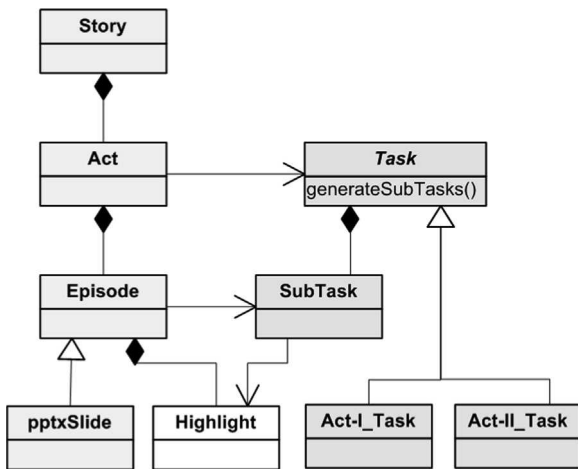 Story
Act
Task
generateSubTasks()
Episode
SubTask
pptxSlide
Highlight
Act-I_Task
Act-II_Task